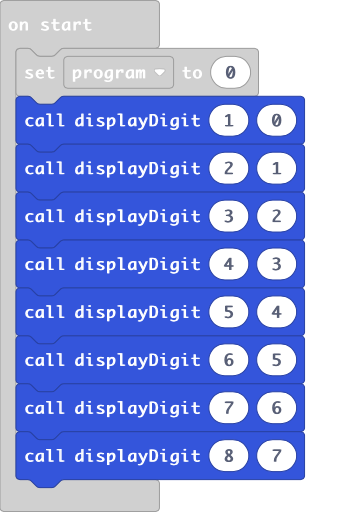 on start
set program to 0
call displayDigit 1 0
call displayDigit 2 1
call displayDigit 3 2
call displayDigit 4 3
call displayDigit 5 4
call displayDigit 6 5
call displayDigit 7 6
call displayDigit 8 7